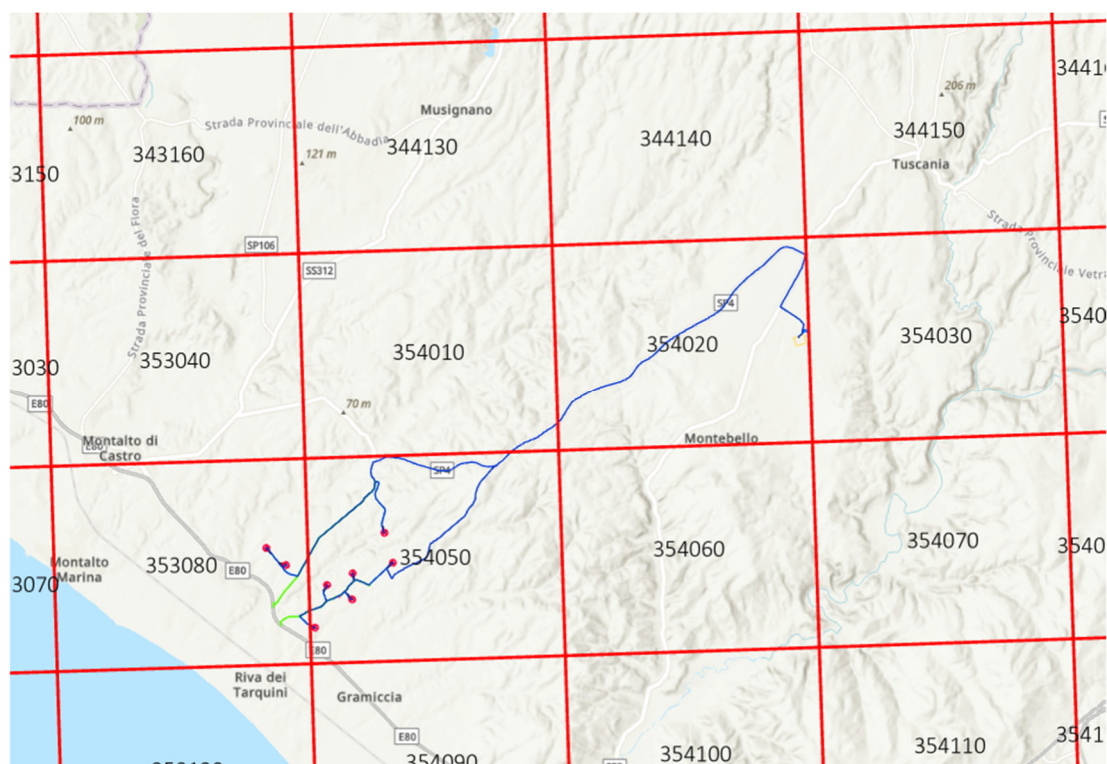 3441
206 m
100 m
Musignano
Strada Provinciale dell'Abbadia
344140
344150
344130
343160
121 m
Tuscania
3150
Strada Provinciale del Fiora
Strada Provinciale Vetra
SP106
SS312
SP4
3540
354030
354020
354010
353040
3030
E80
70 m
Montalto di
Castro
E80
Montebello
SP4
354070
3540
354060
354050
353080
E80
Montalto
Marina
3070
E80
Riva dei
Tarquini
Gramiccia
E80
3541
354110
354100
354090